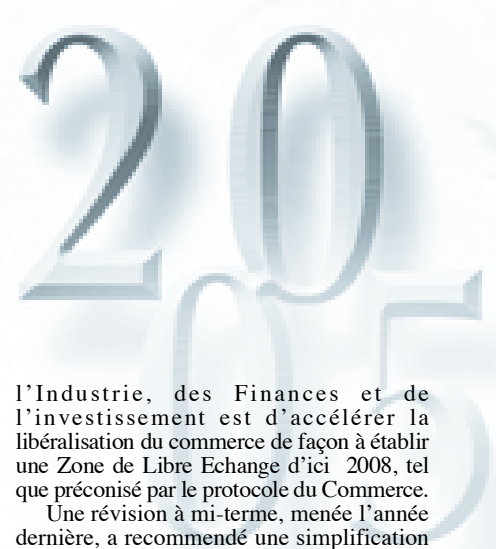 20
05
l’Industrie, des Finances et de
l’investissement est d’accélérer la
libéralisation du commerce de façon à établir
une Zone de Libre Echange d’ici 2008, tel
que préconisé par le protocole du Commerce.
Une révision à mi-terme, menée l’année
dernière, a recommandé une simplification